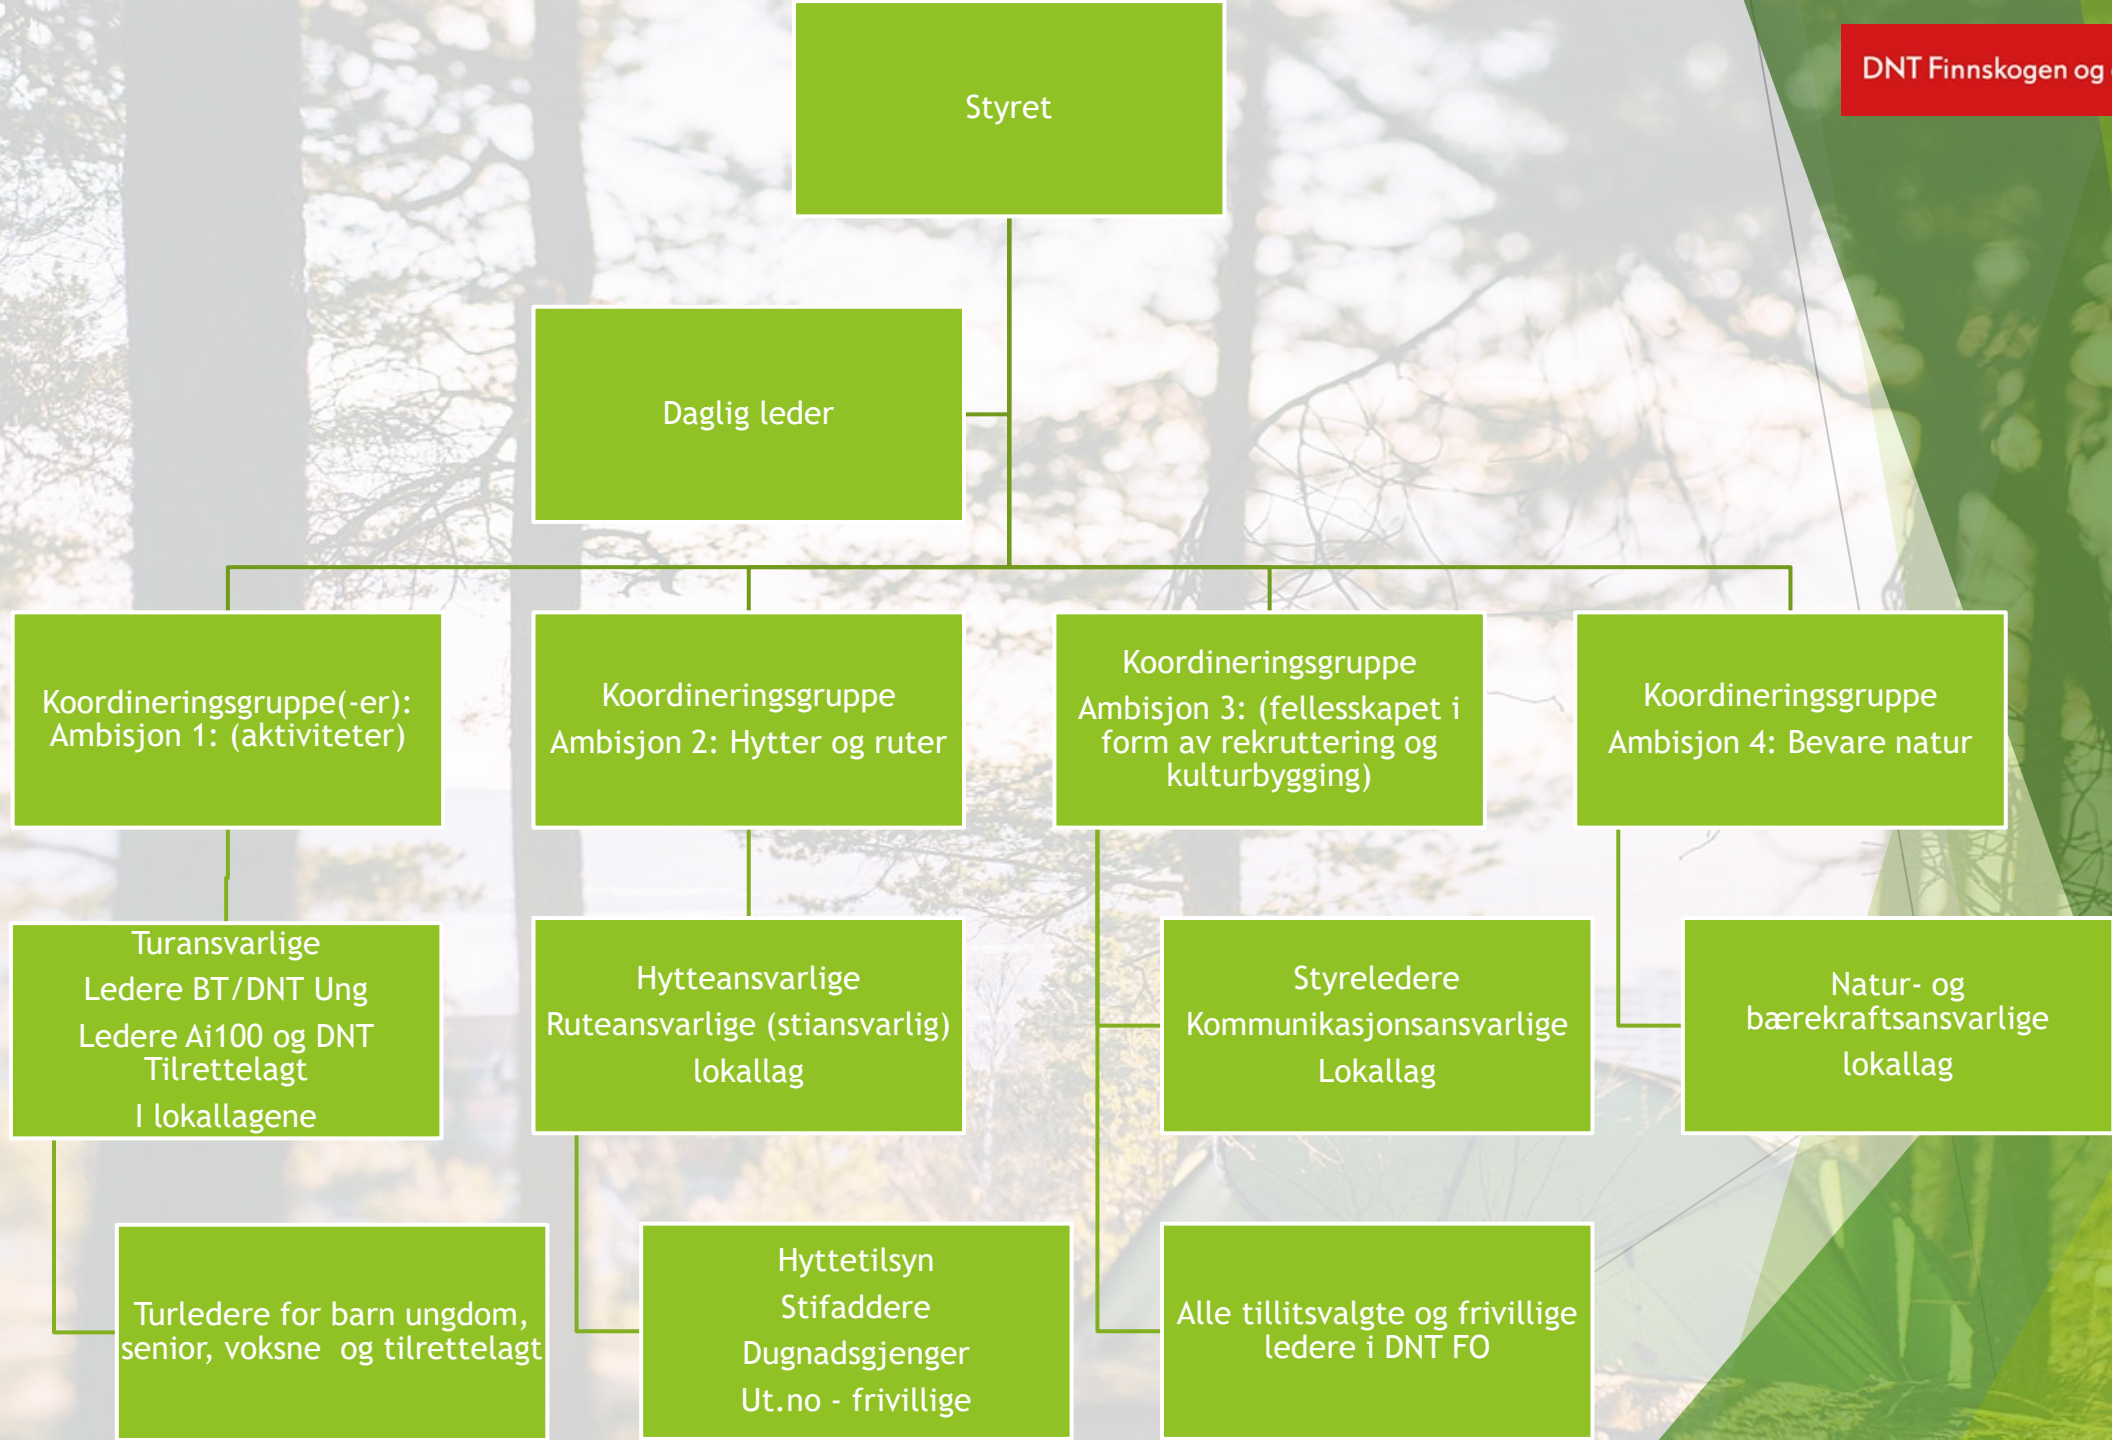 Styret
DNT Finnskogen og
Daglig leder
Koordineringsgruppe(-er):
Ambisjon 1: (aktiviteter)
Koordineringsgruppe
Ambisjon 2: Hytter og ruter
Koordineringsgruppe
Ambisjon 3: (fellesskapet i
form av rekruttering og
kulturbygging)
Koordineringsgruppe
Ambisjon 4: Bevare natur
Turansvarlige
Ledere BT/DNT Ung
Ledere Ai100 og DNT
Tilrettelagt
I lokallagene
Hytteansvarlige
Ruteansvarlige (stiansvarlig)
lokallag
Styreledere
Kommunikasjonsansvarlige
Lokallag
Natur- og
bærekraftsansvarlige
lokallag
Turledere for barn ungdom,
senior, voksne  og tilrettelagt
Hyttetilsyn
Stifaddere
Dugnadsgjenger
Ut.no - frivillige
Alle tillitsvalgte og frivillige
ledere i DNT FO